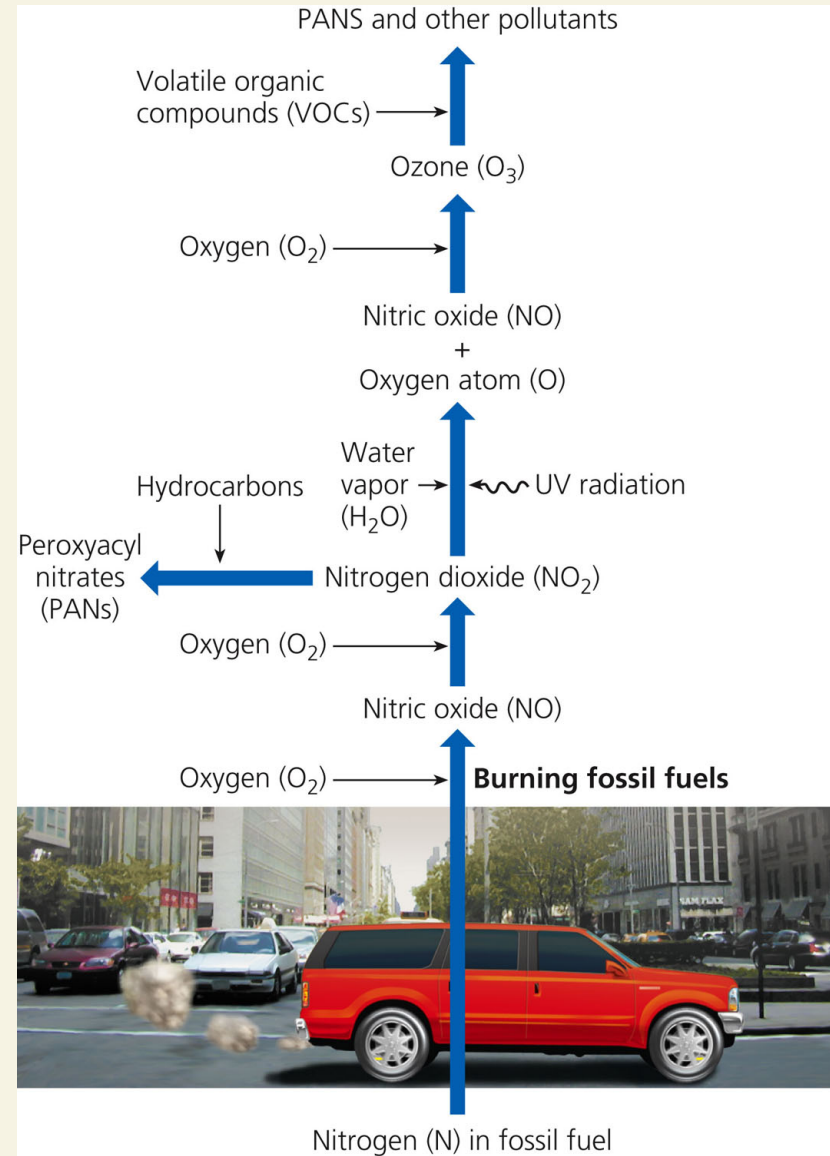 PANS and other pollutants
Volatile organic
compounds (VOCs)
Ozone (O₃)
Oxygen (O₂)
Nitric oxide (NO)
+
Oxygen atom (O)
Water
vapor
(H₂O)
UV radiation
Hydrocarbons
Peroxyacyl
nitrates
(PANs)
Nitrogen dioxide (NO₂)
Oxygen (O₂)
Nitric oxide (NO)
Oxygen (O₂)
Burning fossil fuels
SAM FLAX
Nitrogen (N) in fossil fuel